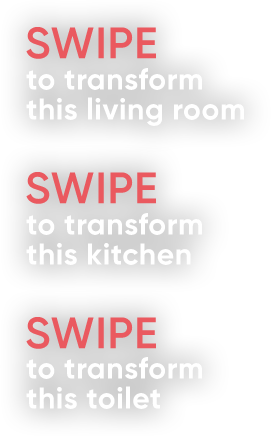 SWIPE
to transform
this living room
SWIPE
to transform
this kitchen
SWIPE
to transform
this toilet